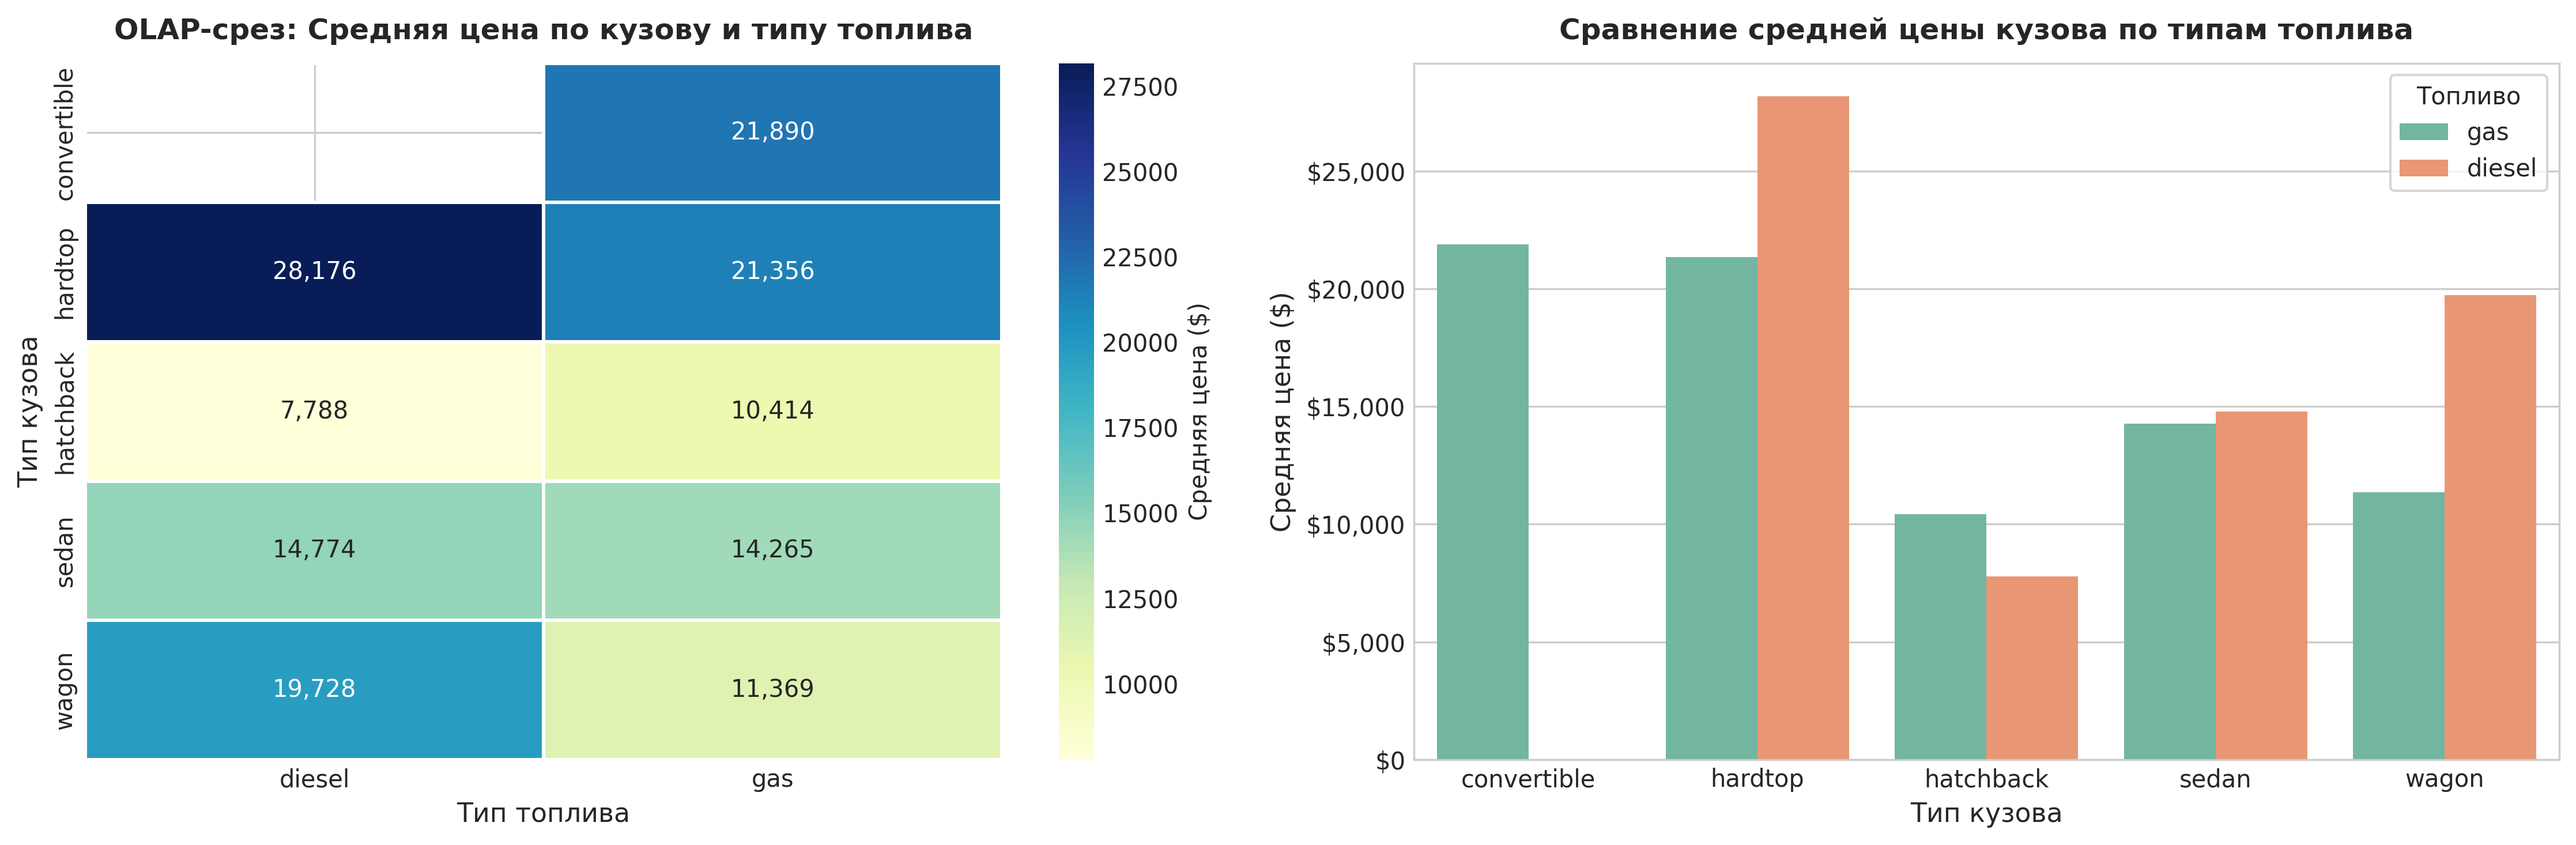 OLAP-срез: Средняя цена по кузову и типу топлива
Тип кузова
convertible
hardtop
hatchback
sedan
wagon
21,890
28,176
21,356
7,788
10,414
14,774
14,265
19,728
11,369
diesel
gas
Тип топлива
27500
25000
22500
20000
17500
15000
12500
10000
Средняя цена ($)
Сравнение средней цены кузова по типам топлива
Средняя цена ($)
$25,000
$20,000
$15,000
$10,000
$5,000
$0
Топливо
gas
diesel
convertible
hardtop
hatchback
sedan
wagon
Тип кузова